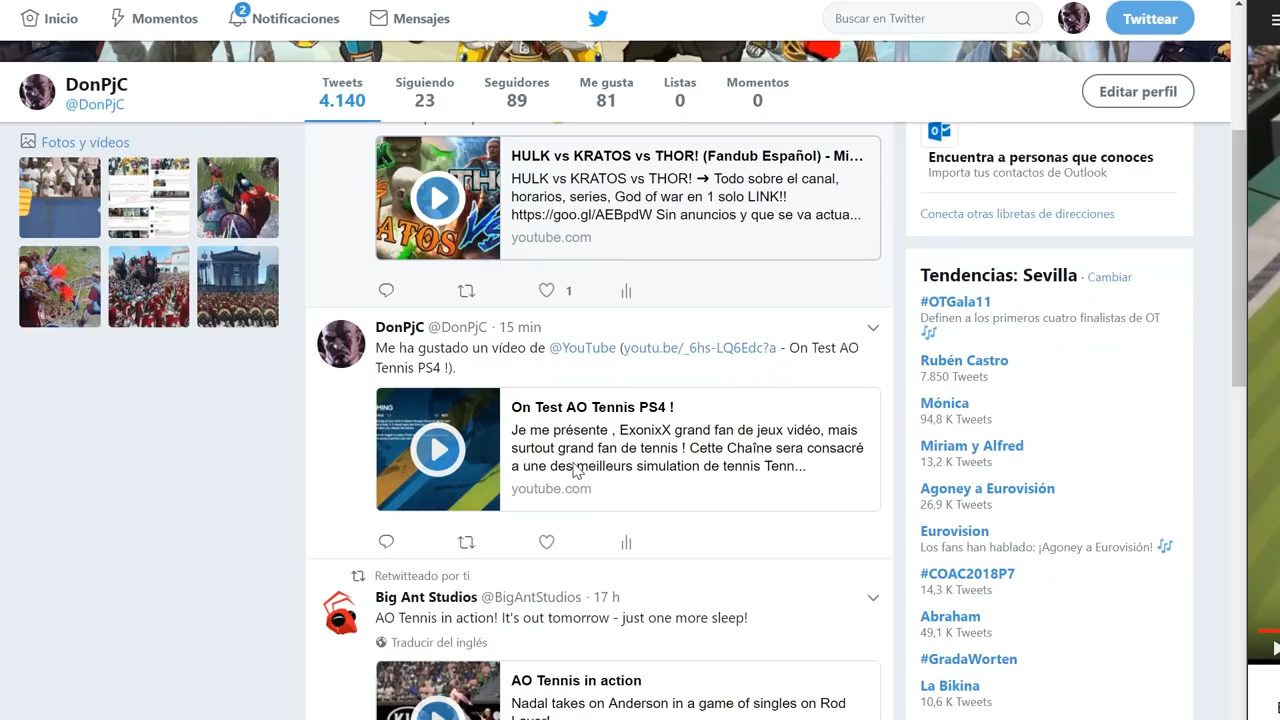 Inicio
Momentos
2
Notificaciones
Mensajes
Buscar en Twitter
Twittear
DonPjC
@DonPjC
Tweets
4.140
Siguiendo
23
Seguidores
89
Me gusta
81
Listas
0
Momentos
0
Editar perfil
Fotos y vídeos
HULK vs KRATOS vs THOR! (Fandub Español) - Mi...
HULK vs KRATOS vs THOR! ➞ Todo sobre el canal,
horarios, series, God of war en 1 solo LINK!!
https://goo.gl/AEBpdW Sin anuncios y que se va actua...
youtube.com
1
DonPjC @DonPjC · 15 min
Me ha gustado un vídeo de @YouTube (youtu.be/_6hs-LQ6Edc?a - On Test AO
Tennis PS4 !).
On Test AO Tennis PS4 !
Je me présente , ExonixX grand fan de jeux vidéo, mais
surtout grand fan de tennis ! Cette Chaîne sera consacré
a une des meilleurs simulation de tennis Tenn...
youtube.com
Retwitteado por ti
Big Ant Studios @BigAntStudios · 17 h
AO Tennis in action! It's out tomorrow - just one more sleep!
Traducir del inglés
AO Tennis in action
Nadal takes on Anderson in a game of singles on Rod
Encuentra a personas que conoces
Importa tus contactos de Outlook
Conecta otras libretas de direcciones
Tendencias: Sevilla · Cambiar
#OTGala11
Definen a los primeros cuatro finalistas de OT
Rubén Castro
7.850 Tweets
Mónica
94,8 K Tweets
Miriam y Alfred
13,2 K Tweets
Agoney a Eurovisión
26,9 K Tweets
Eurovision
Los fans han hablado: ¡Agoney a Eurovisión!
#COAC2018P7
14,3 K Tweets
Abraham
49,1 K Tweets
#GradaWorten
La Bikina
10,6 K Tweets